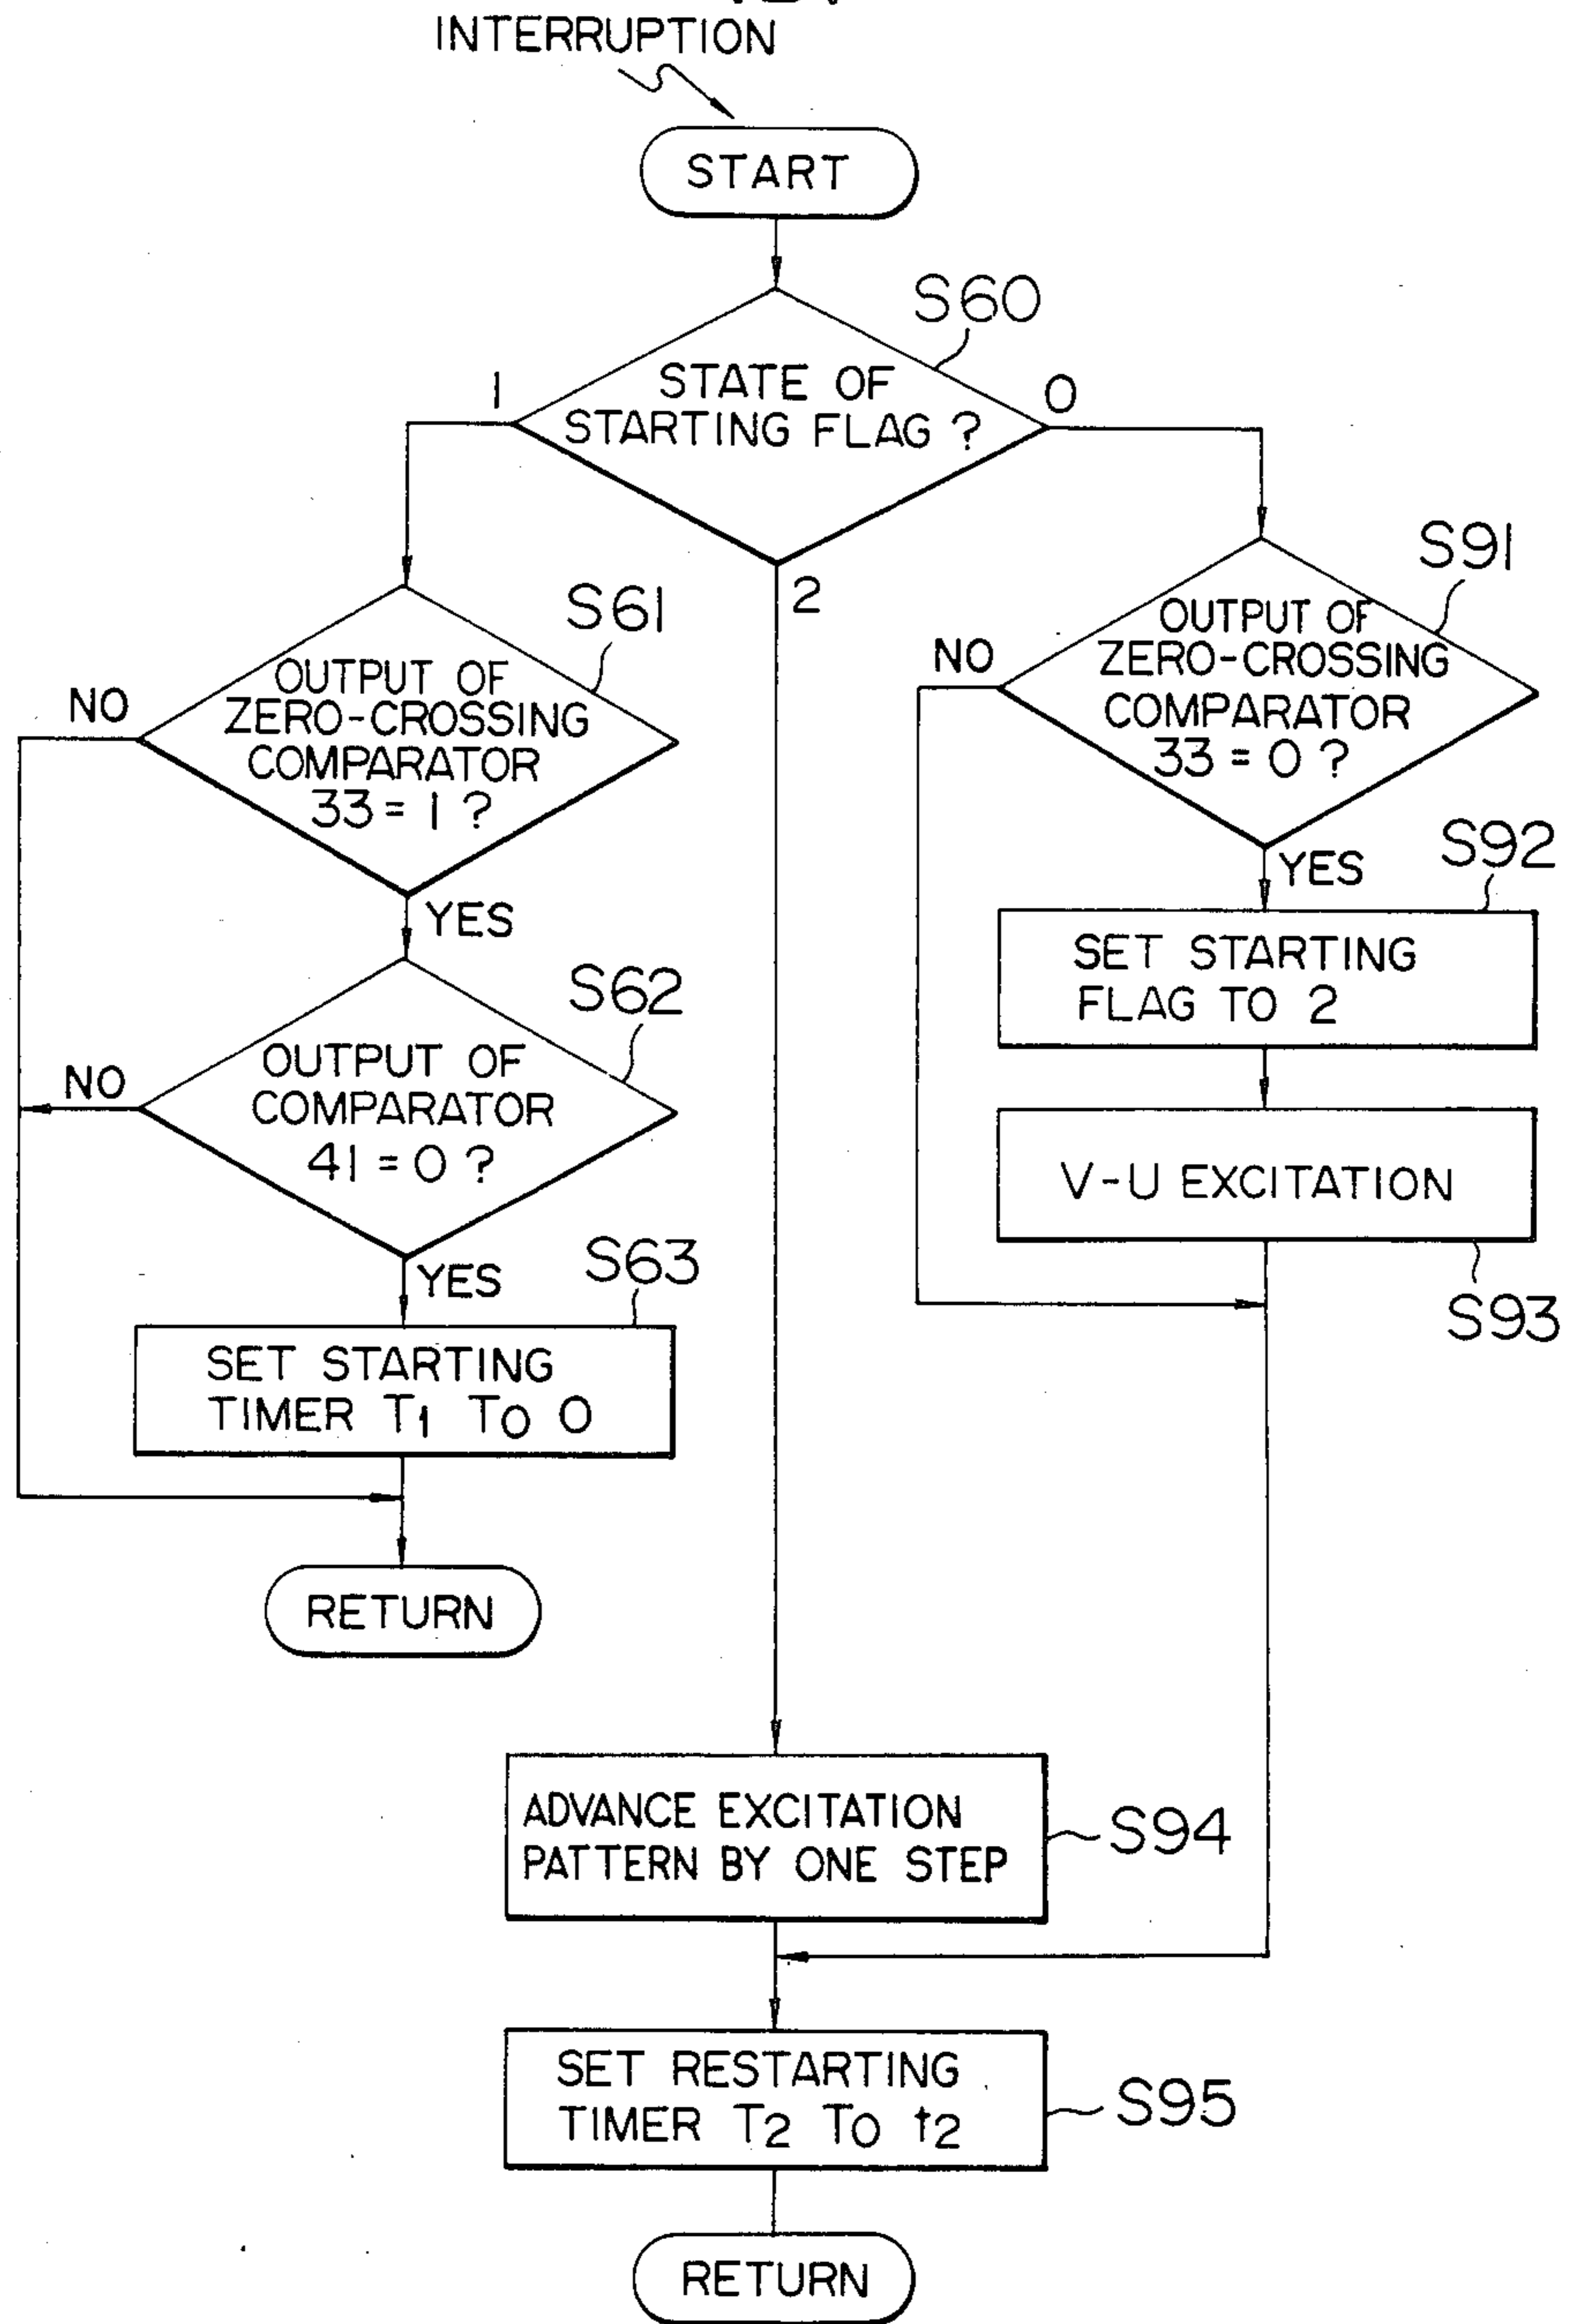 INTERRUPTION
START
S60
STATE OF
STARTING FLAG ?
1
0
2
S61
OUTPUT OF
ZERO-CROSSING
COMPARATOR
33 = 1 ?
NO
YES
S91
OUTPUT OF
ZERO-CROSSING
COMPARATOR
33 = 0 ?
NO
YES
S62
OUTPUT OF
COMPARATOR
41 = 0 ?
NO
YES
S92
SET STARTING
FLAG TO 2
V-U EXCITATION
S93
S63
SET STARTING
TIMER T1 TO 0
RETURN
ADVANCE EXCITATION
PATTERN BY ONE STEP
S94
SET RESTARTING
TIMER T2 TO t2
S95
RETURN